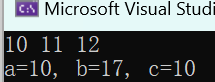 Microsoft Visual Studi
10 11 12
a=10, b=17, c=10